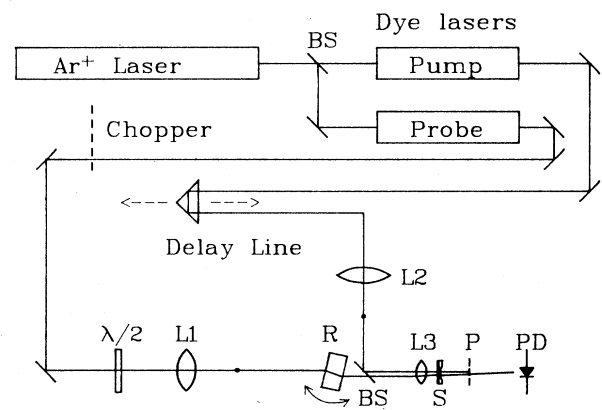 Dye lasers
BS
Ar+ Laser
Pump
Chopper
Probe
Delay Line
L2
λ/2
L1
R
L3
P
PD
BS
S